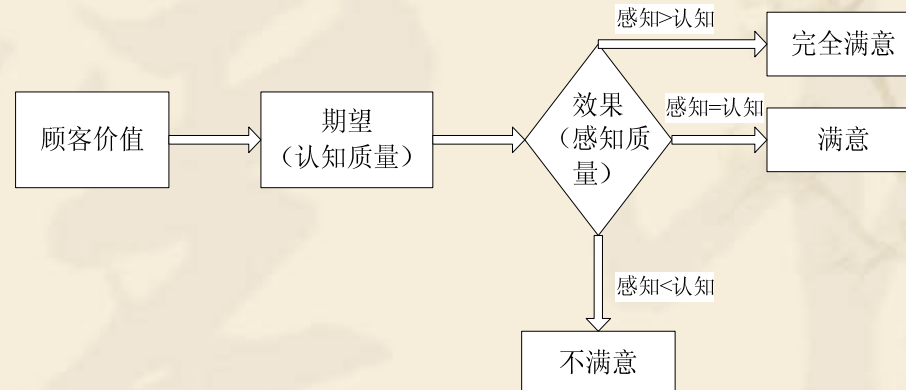 感知>认知
完全满意
顾客价值
期望
（认知质量）
效果
（感知质
量）
感知=认知
满意
感知<认知
不满意